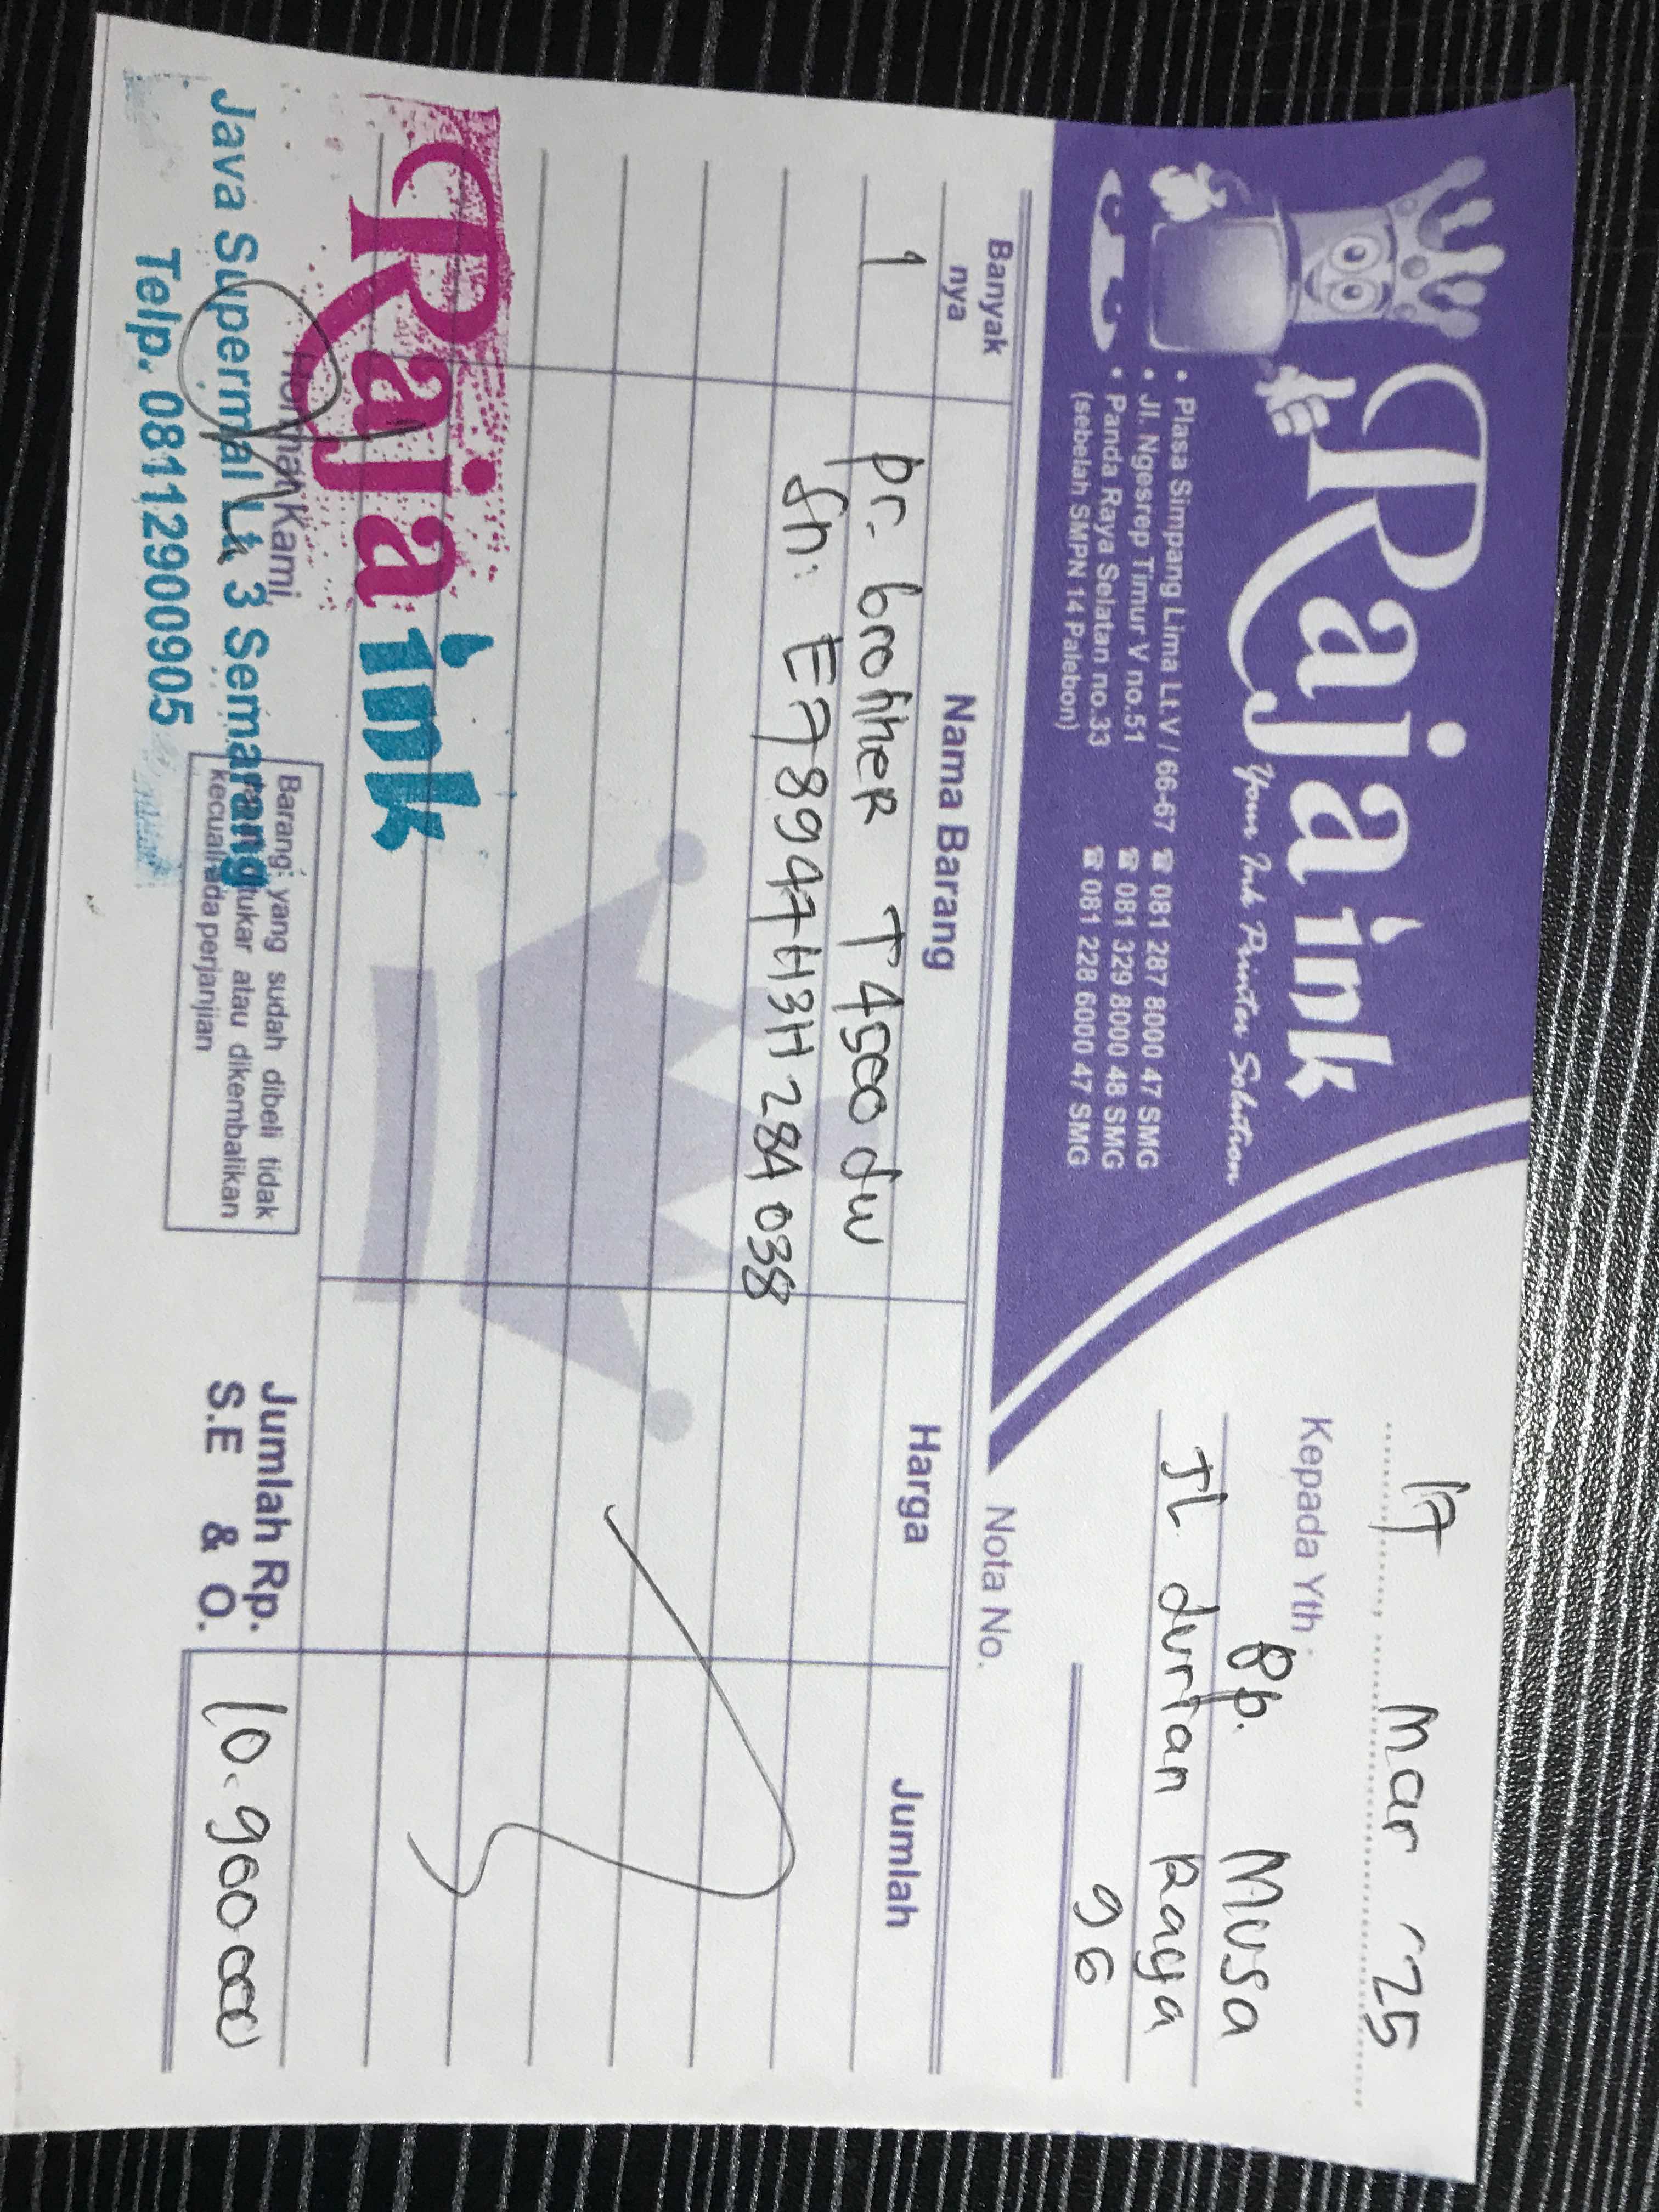 Raja ink
Your Ink Printer Solution
• Plasa Simpang Lima Lt.V / 66-67 ☎ 081 287 8000 47 SMG
• Jl. Ngesrep Timur V no.51 ☎ 081 329 8000 48 SMG
• Panda Raya Selatan no.33 ☎ 081 228 6000 47 SMG
(sebelah SMPN 14 Palebon)
17 Mar '25
Kepada Yth.
Bp. Musa
JL durian Raya
96
Nota No.
Banyak nya Nama Barang Harga Jumlah
1 pr. brother T4500 dw
Sn: E78947H3H284038
Raja ink
Hormat Kami,
Java Supermal Lt. 3 Semarang
Telp. 08112900905
Barang yang sudah dibeli tidak
tukar atau dikembalikan
kecuali ada perjanjian
Jumlah Rp. 10.900.000
S.E & O.